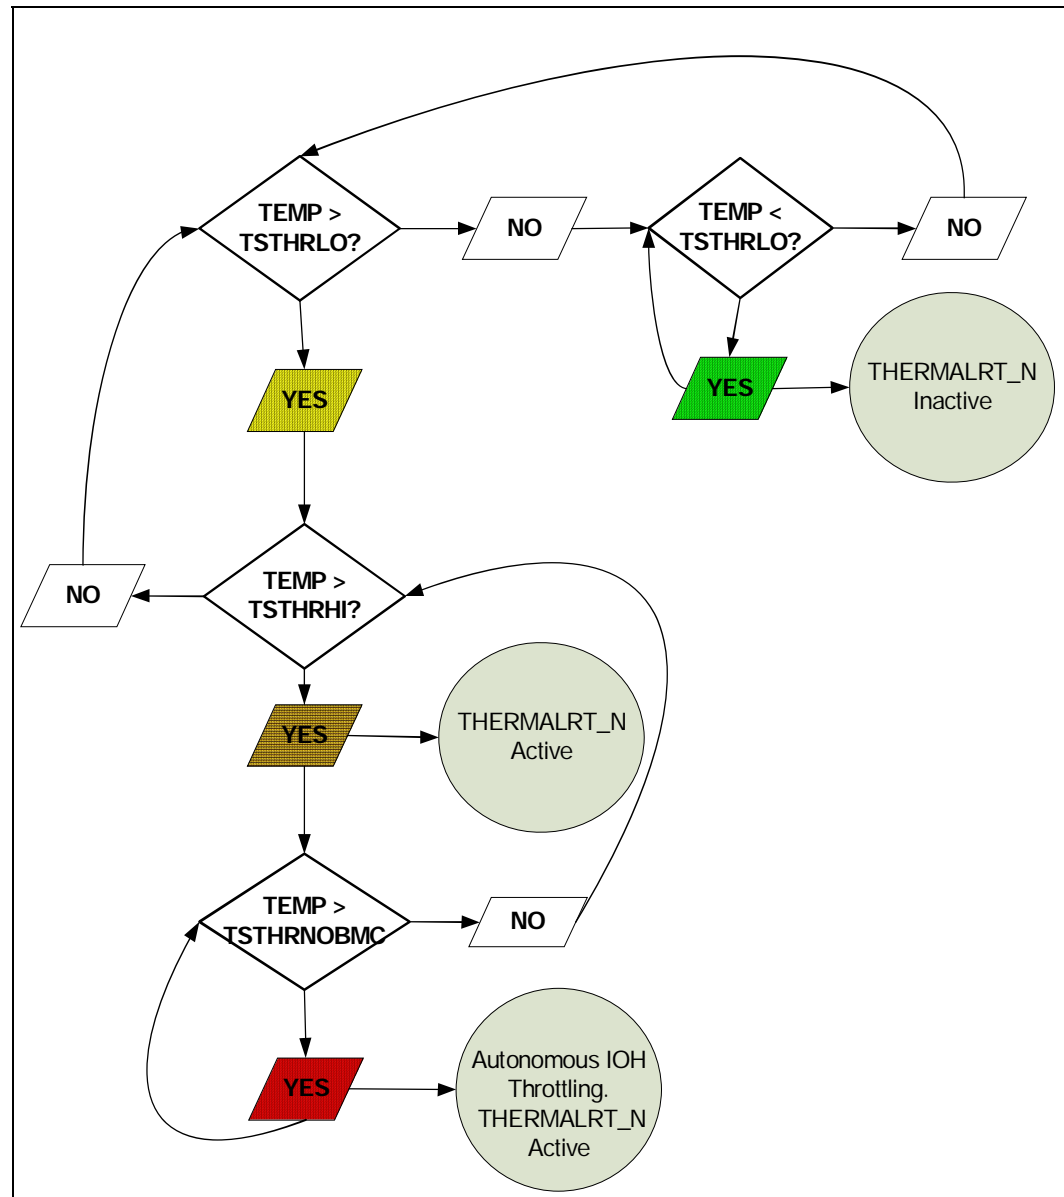 TEMP >
TSTHRLO?
NO
TEMP <
TSTHRLO?
NO
YES
YES
THERMALRT_N
Inactive
NO
TEMP >
TSTHRHI?
YES
THERMALRT_N
Active
TEMP >
TSTHRNOBMC
NO
YES
Autonomous IOH
Throttling.
THERMALRT_N
Active